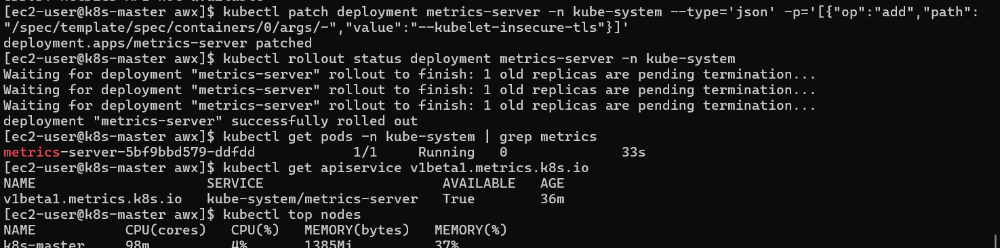 [ec2-user@k8s-master awx]$ kubectl patch deployment metrics-server -n kube-system --type='json' -p='[{"op":"add","path":
"/spec/template/spec/containers/0/args/-","value":"--kubelet-insecure-tls"}]'
deployment.apps/metrics-server patched
[ec2-user@k8s-master awx]$ kubectl rollout status deployment metrics-server -n kube-system
Waiting for deployment "metrics-server" rollout to finish: 1 old replicas are pending termination...
Waiting for deployment "metrics-server" rollout to finish: 1 old replicas are pending termination...
Waiting for deployment "metrics-server" rollout to finish: 1 old replicas are pending termination...
deployment "metrics-server" successfully rolled out
[ec2-user@k8s-master awx]$ kubectl get pods -n kube-system | grep metrics
metrics-server-5bf9bbd579-ddfdd            1/1     Running   0              33s
[ec2-user@k8s-master awx]$ kubectl get apiservice v1beta1.metrics.k8s.io
NAME                     SERVICE                      AVAILABLE   AGE
v1beta1.metrics.k8s.io   kube-system/metrics-server   True        36m
[ec2-user@k8s-master awx]$ kubectl top nodes
NAME         CPU(cores)   CPU(%)   MEMORY(bytes)   MEMORY(%)
k8s-master   98m          4%       1385Mi          37%